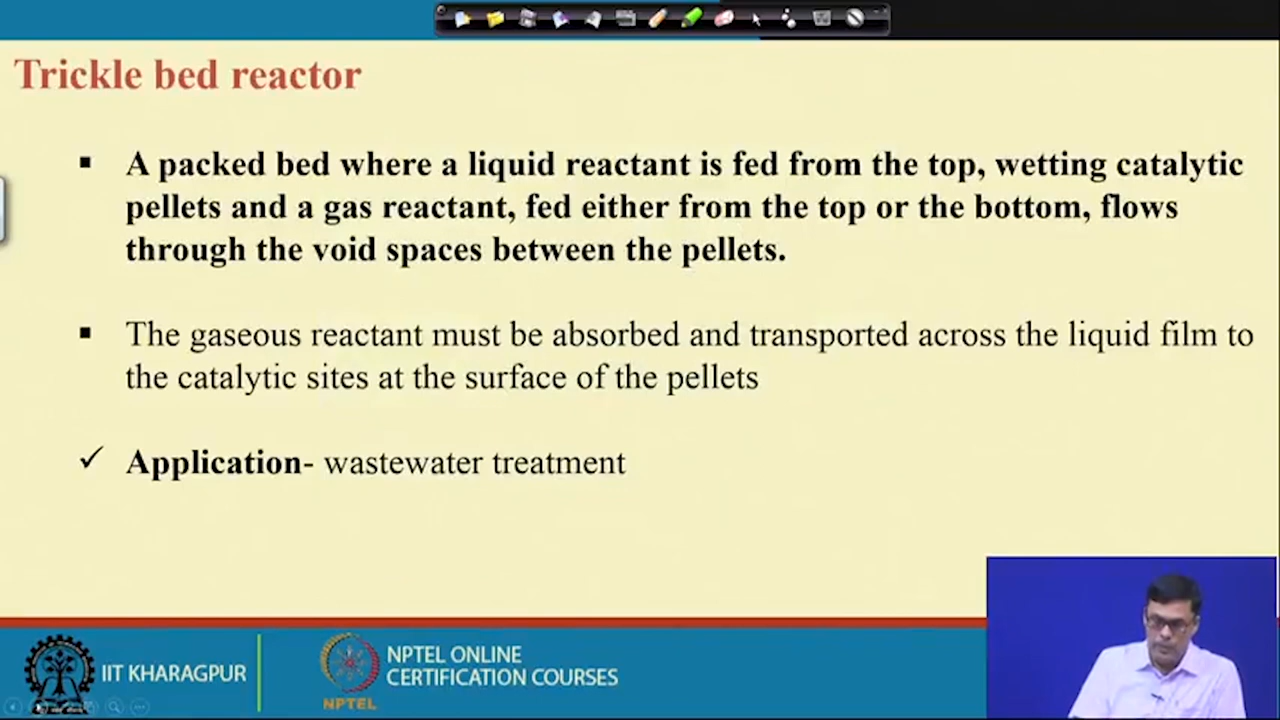 Trickle bed reactor
▪ A packed bed where a liquid reactant is fed from the top, wetting catalytic
pellets and a gas reactant, fed either from the top or the bottom, flows
through the void spaces between the pellets.
▪ The gaseous reactant must be absorbed and transported across the liquid film to
the catalytic sites at the surface of the pellets
✓ Application- wastewater treatment
IIT KHARAGPUR
NPTEL
NPTEL ONLINE
CERTIFICATION COURSES